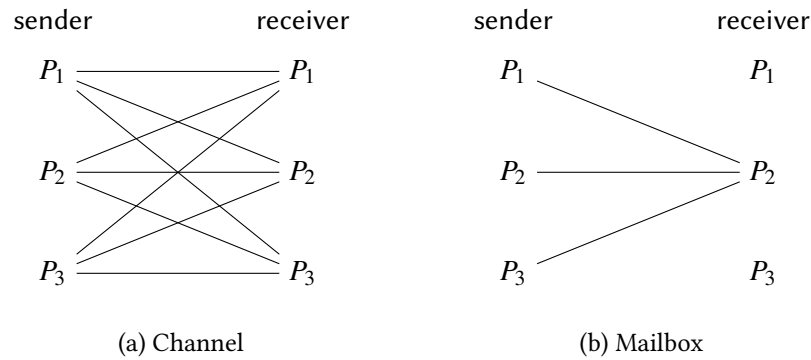 sender receiver sender receiver
P₁ P₁ P₁ P₁
P₂ P₂ P₂ P₂
P₃ P₃ P₃ P₃
(a) Channel (b) Mailbox